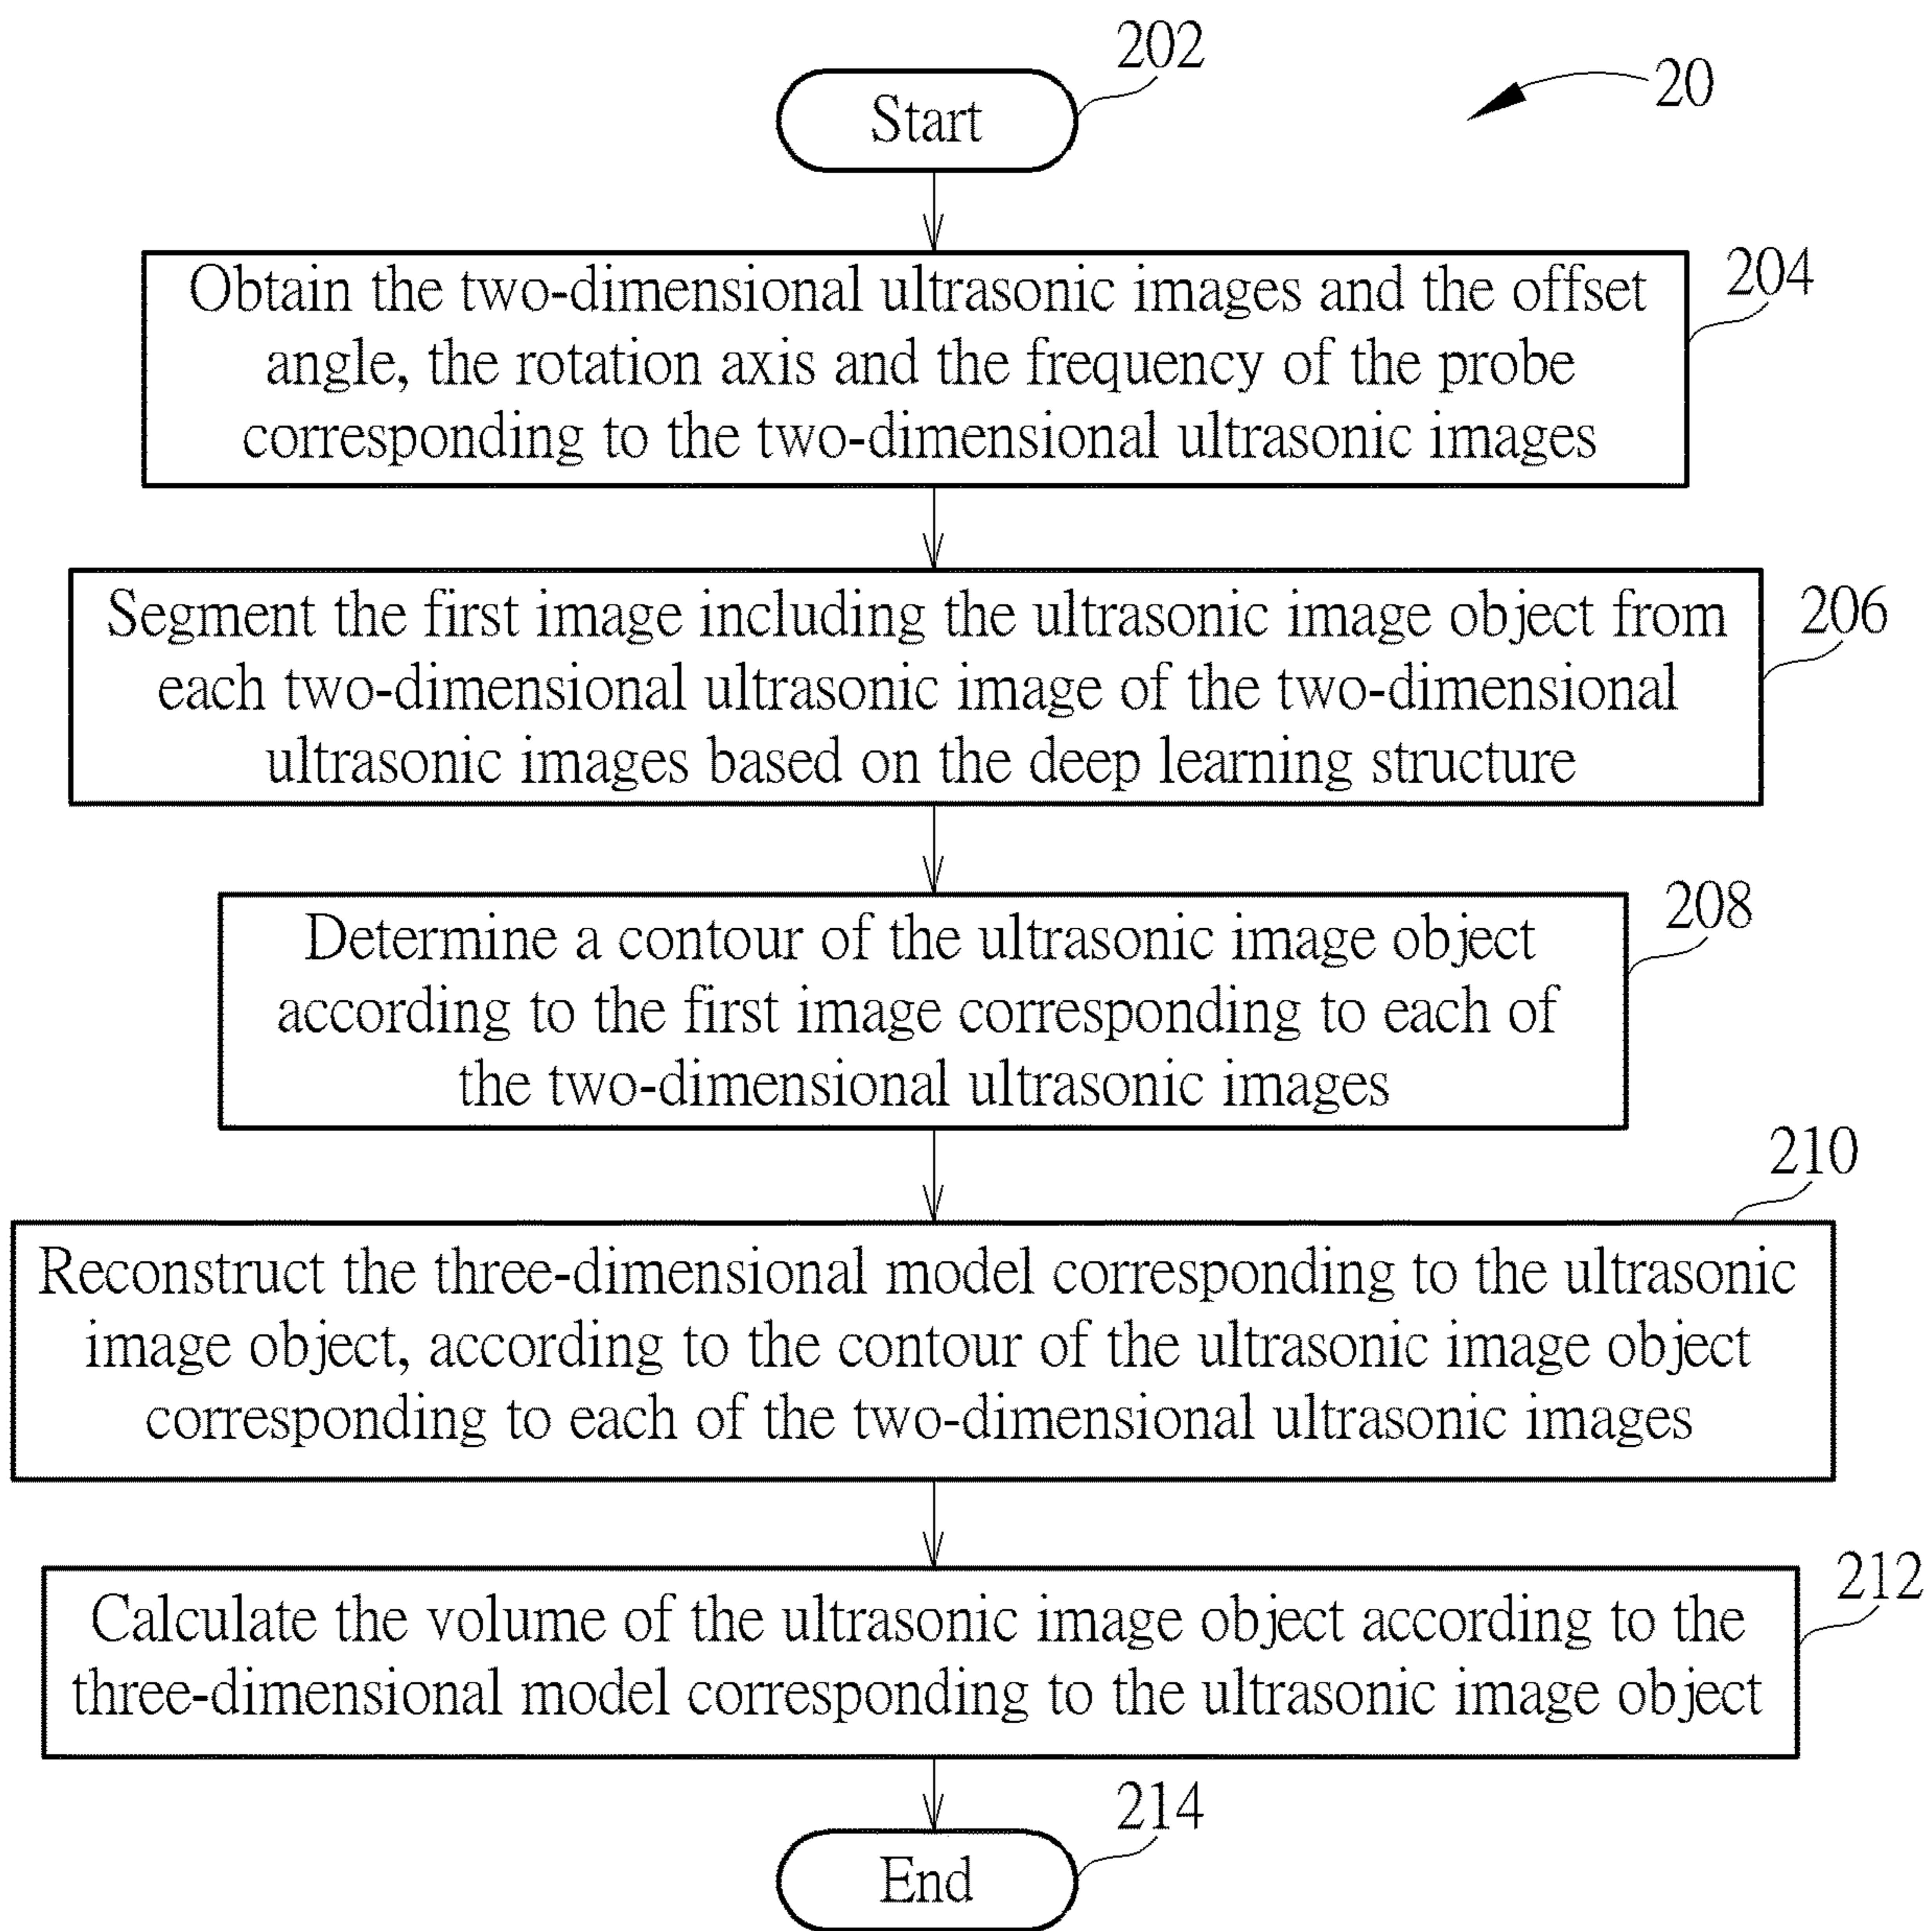 202
20
Start
204
Obtain the two-dimensional ultrasonic images and the offset
angle, the rotation axis and the frequency of the probe
corresponding to the two-dimensional ultrasonic images
206
Segment the first image including the ultrasonic image object from
each two-dimensional ultrasonic image of the two-dimensional
ultrasonic images based on the deep learning structure
208
Determine a contour of the ultrasonic image object
according to the first image corresponding to each of
the two-dimensional ultrasonic images
210
Reconstruct the three-dimensional model corresponding to the ultrasonic
image object, according to the contour of the ultrasonic image object
corresponding to each of the two-dimensional ultrasonic images
212
Calculate the volume of the ultrasonic image object according to the
three-dimensional model corresponding to the ultrasonic image object
214
End